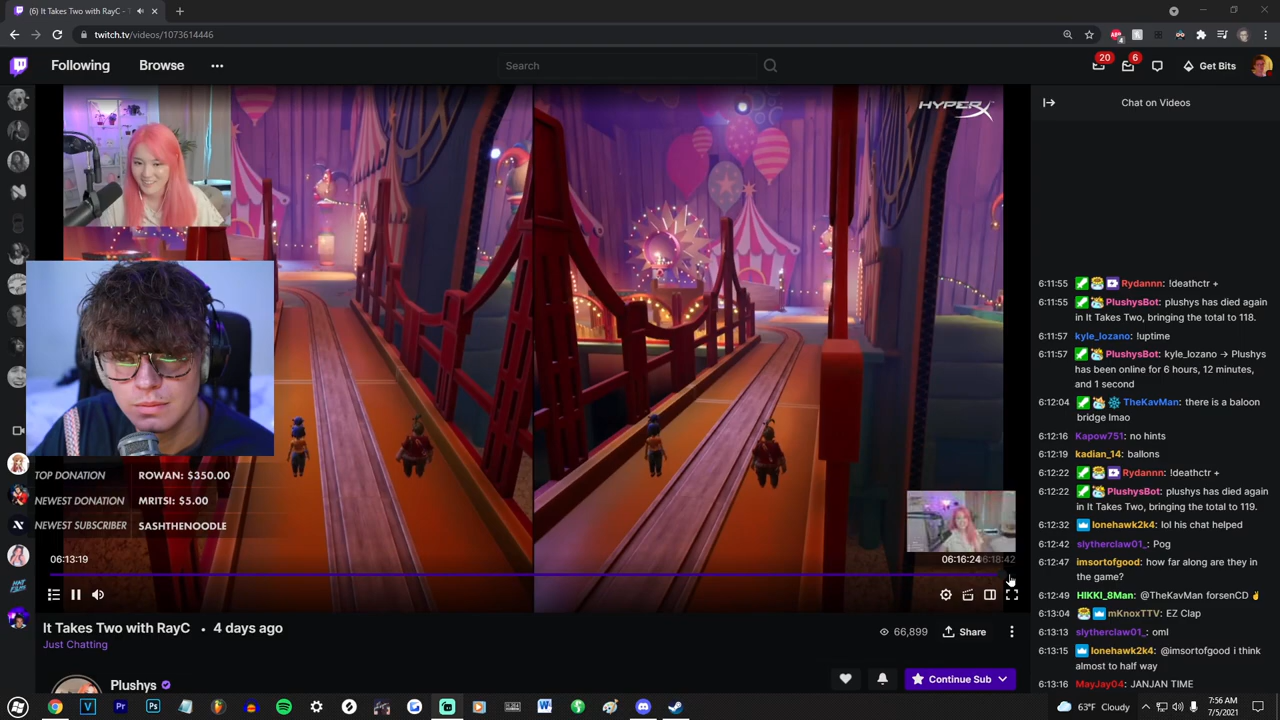 (6) It Takes Two with RayC - T
twitch.tv/videos/1073614446
Following
Browse
Search
20
6
Get Bits
HYPERX
Chat on Videos
6:11:55 Rydannn: !deathctr +
6:11:55 PlushysBot: plushys has died again
in It Takes Two, bringing the total to 118.
6:11:57 kyle_lozano: !uptime
6:11:57 PlushysBot: kyle_lozano -> Plushys
has been online for 6 hours, 12 minutes,
and 1 second
6:12:04 TheKavMan: there is a baloon
bridge lmao
6:12:16 Kapow751: no hints
6:12:19 kadian_14: ballons
6:12:22 Rydannn: !deathctr +
6:12:22 PlushysBot: plushys has died again
in It Takes Two, bringing the total to 119.
6:12:32 lonehawk2k4: lol his chat helped
6:12:42 slytherclaw01_: Pog
6:12:47 imsortofgood: how far along are they in
the game?
6:12:49 HIKKI_8Man: @TheKavMan forsenCD ✌
6:13:04 mKnoxTTV: EZ Clap
6:13:13 slytherclaw01_: oml
6:13:15 lonehawk2k4: @imsortofgood i think
almost to half way
6:13:16 MayJay04: JANJAN TIME
TOP DONATION ROWAN: $350.00
NEWEST DONATION MRITSI: $5.00
NEWEST SUBSCRIBER SASHTHENOODLE
06:13:19
06:16:24
06:18:42
It Takes Two with RayC • 4 days ago
Just Chatting
66,899
Share
Plushys
Continue Sub
63°F Cloudy
7:56 AM
7/5/2021